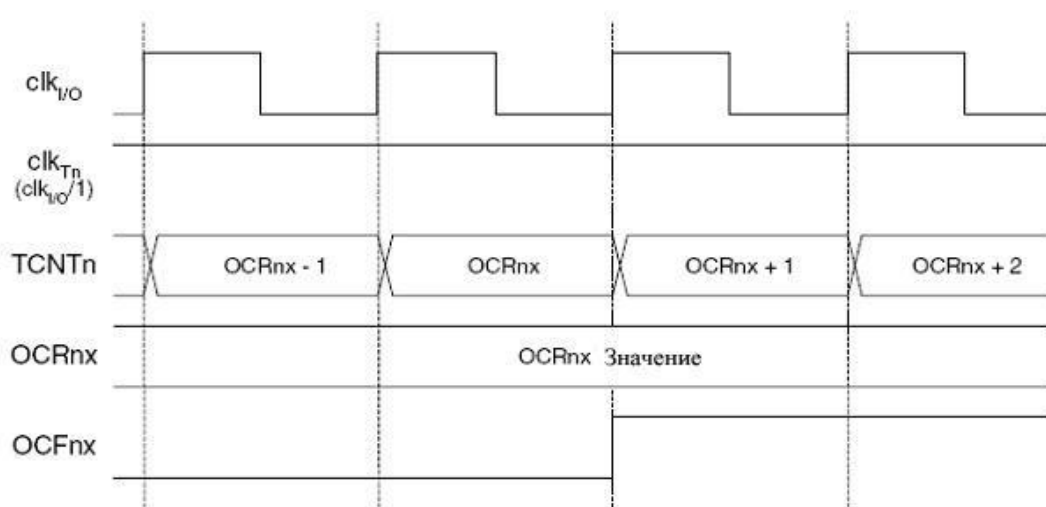 clkI/O
clkTn
(clkI/O/1)
TCNTn
OCRnx - 1
OCRnx
OCRnx + 1
OCRnx + 2
OCRnx
OCRnx Значение
OCFnx